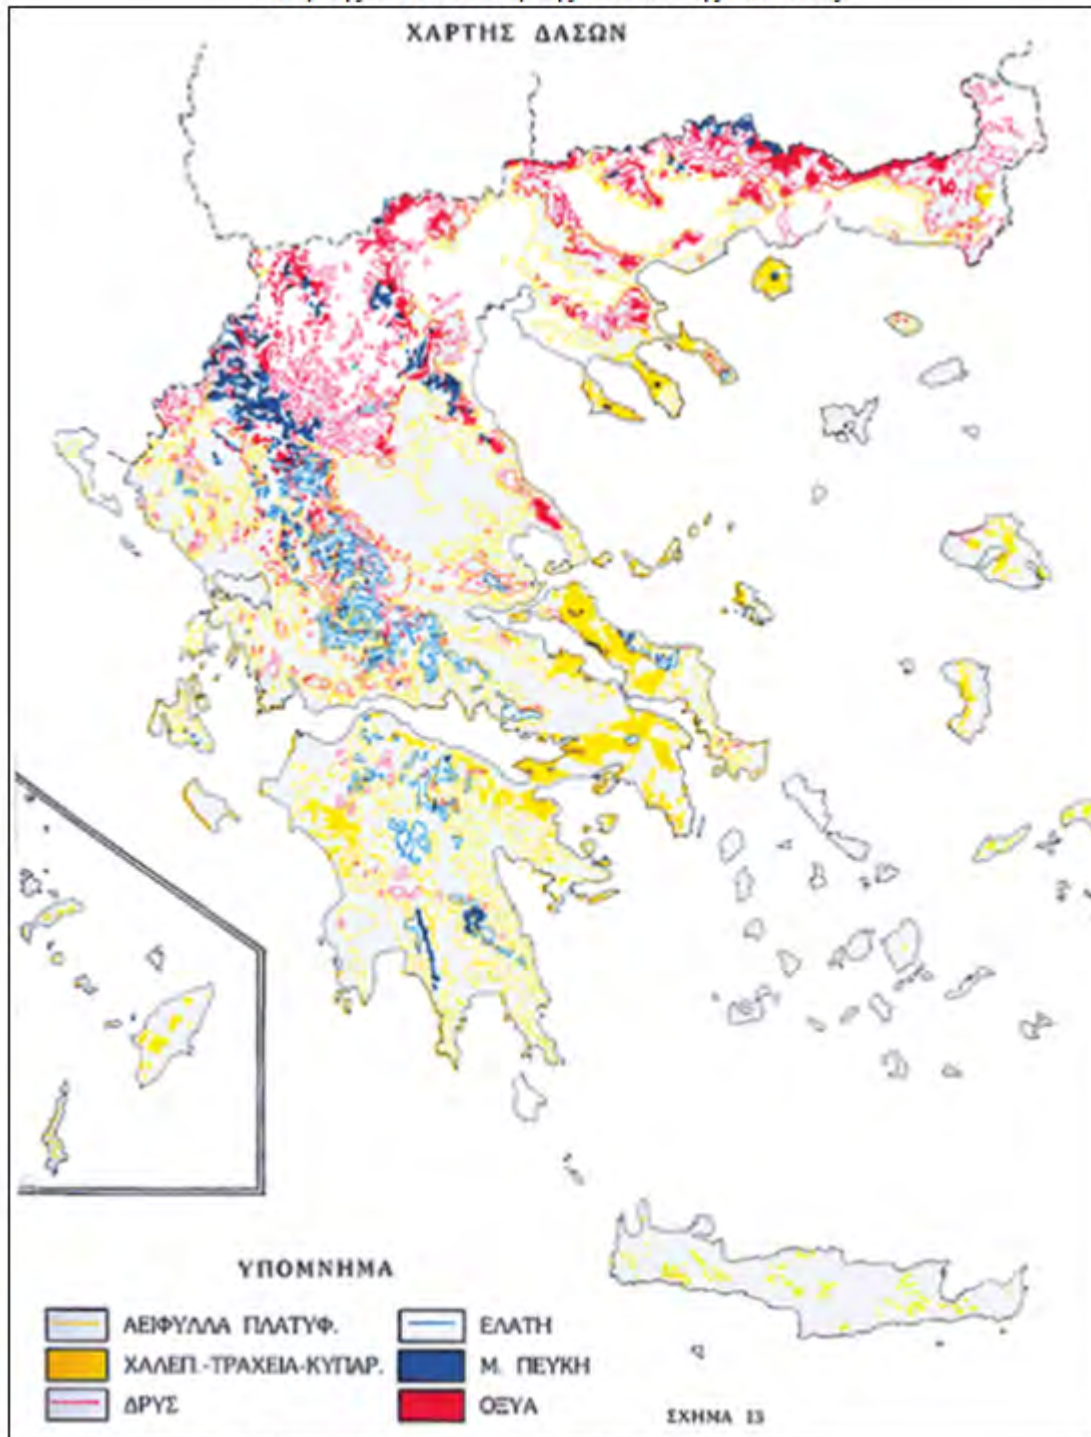 ΧΑΡΤΗΣ ΔΑΣΩΝ
ΥΠΟΜΝΗΜΑ
ΑΕΙΦΥΛΛΑ ΠΛΑΤΥΦ.
ΧΑΛΕΠ.-ΤΡΑΧΕΙΑ-ΚΥΠΑΡ.
ΔΡΥΣ
ΕΛΑΤΗ
Μ. ΠΕΥΚΗ
ΟΞΥΑ
ΣΧΗΜΑ 13